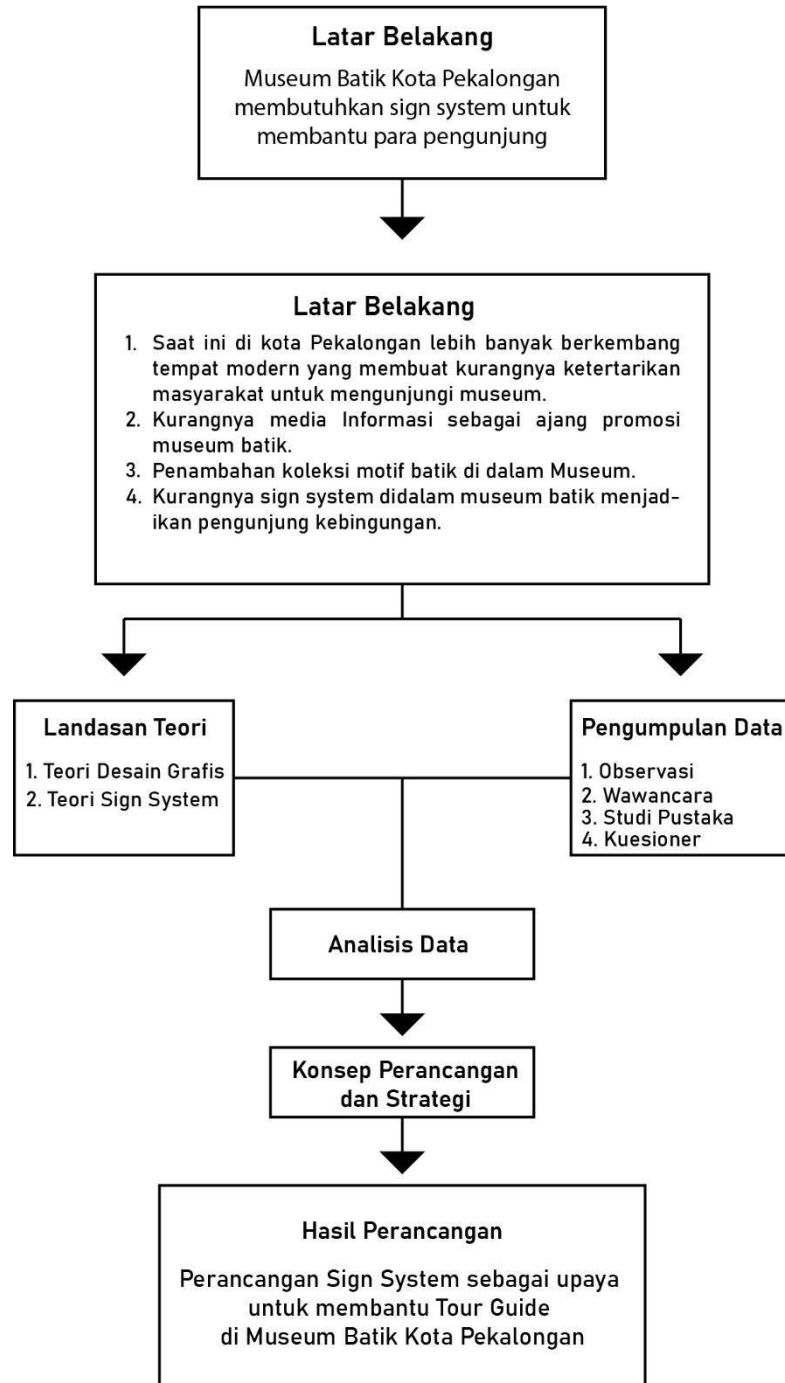 Latar Belakang
Museum Batik Kota Pekalongan
membutuhkan sign system untuk
membantu para pengunjung
Latar Belakang
1. Saat ini di kota Pekalongan lebih banyak berkembang
tempat modern yang membuat kurangnya ketertarikan
masyarakat untuk mengunjungi museum.
2. Kurangnya media Informasi sebagai ajang promosi
museum batik.
3. Penambahan koleksi motif batik di dalam Museum.
4. Kurangnya sign system didalam museum batik menjad-
ikan pengunjung kebingungan.
Landasan Teori
1. Teori Desain Grafis
2. Teori Sign System
Pengumpulan Data
1. Observasi
2. Wawancara
3. Studi Pustaka
4. Kuesioner
Analisis Data
Konsep Perancangan
dan Strategi
Hasil Perancangan
Perancangan Sign System sebagai upaya
untuk membantu Tour Guide
di Museum Batik Kota Pekalongan